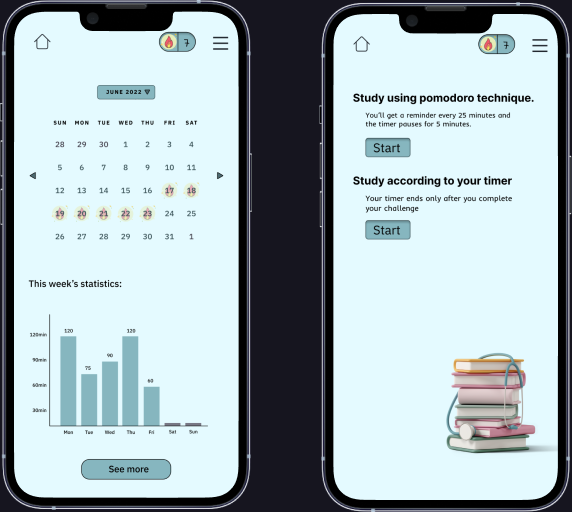 7
JUNE 2022
SUN MON TUE WED THU FRI SAT
28 29 30 1 2 3 4
5 6 7 8 9 10 11
12 13 14 15 16 17 18
19 20 21 22 23 24 25
26 27 28 29 30 31 1
This week's statistics:
120min
90min
60min
30min
120
75
90
120
60
Mon Tue Wed Thu Fri Sat Sun
See more
7
Study using pomodoro technique.
You'll get a reminder every 25 minutes and
the timer pauses for 5 minutes.
Start
Study according to your timer
Your timer ends only after you complete
your challenge
Start